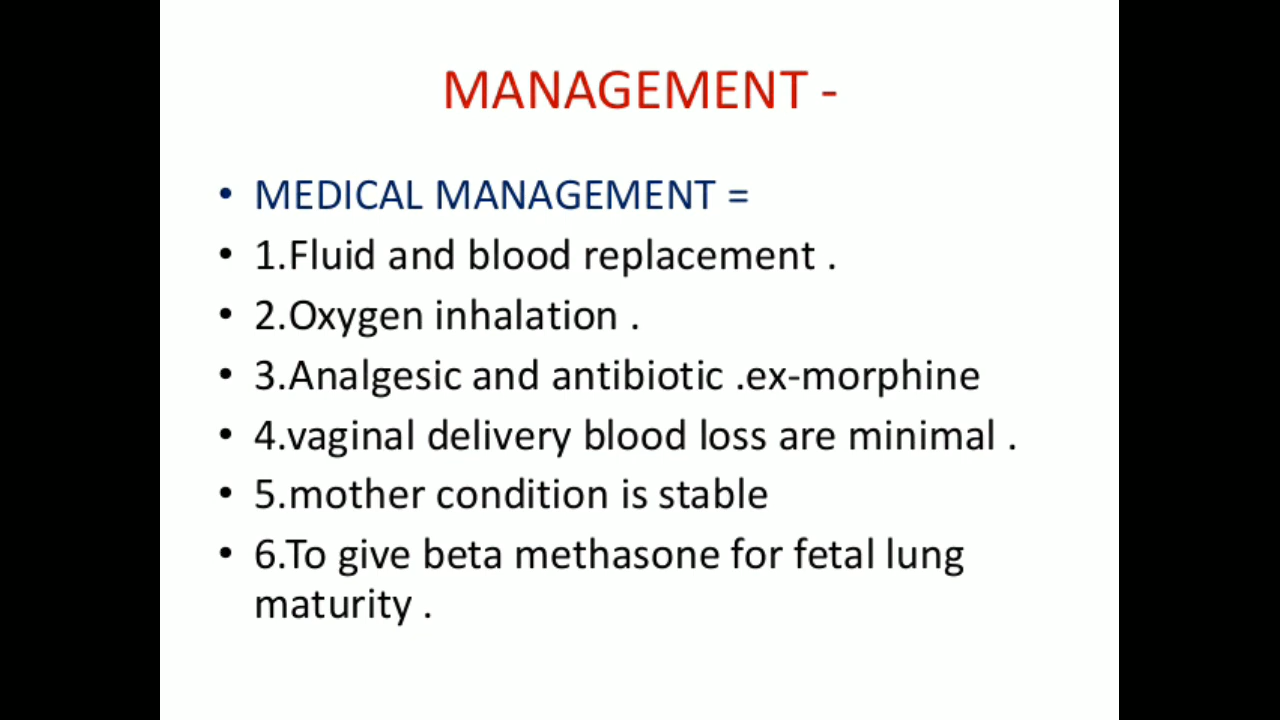 MANAGEMENT -
• MEDICAL MANAGEMENT =
• 1.Fluid and blood replacement .
• 2.Oxygen inhalation .
• 3.Analgesic and antibiotic .ex-morphine
• 4.vaginal delivery blood loss are minimal .
• 5.mother condition is stable
• 6.To give beta methasone for fetal lung
maturity .